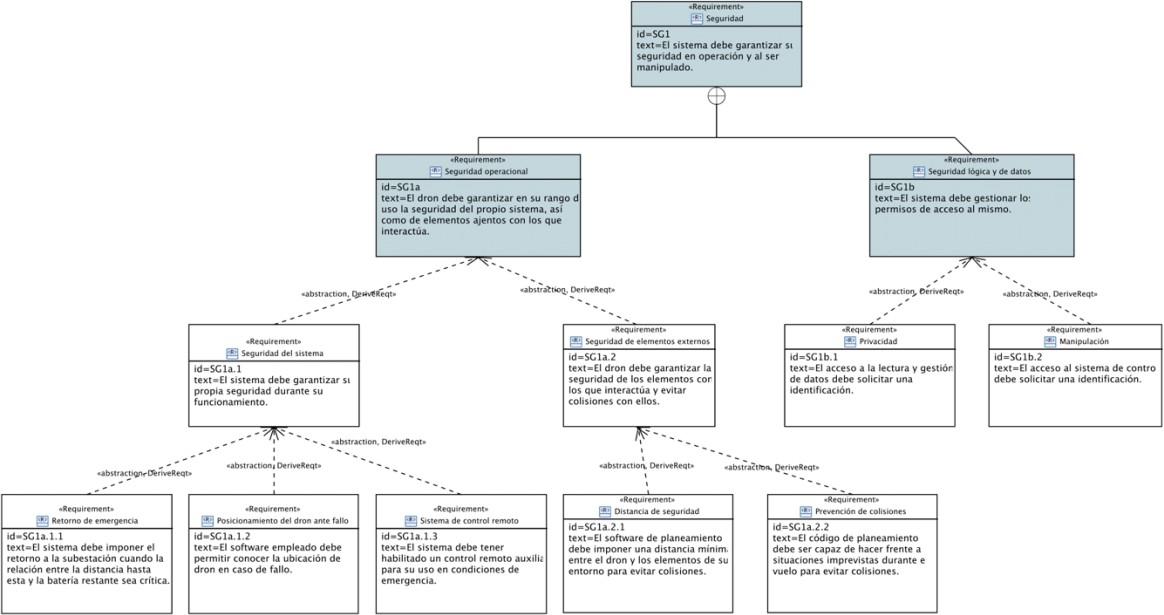 «Requirement»
Seguridad
id=SG1
text=El sistema debe garantizar su
seguridad en operación y al ser
manipulado.
«Requirement»
Seguridad operacional
id=SG1a
text=El dron debe garantizar en su rango d
uso la seguridad del propio sistema, así
como de elementos ajentos con los que
interactúa.
«Requirement»
Seguridad lógica y de datos
id=SG1b
text=El sistema debe gestionar los
permisos de acceso al mismo.
«abstraction, DeriveReqt»
«abstraction, DeriveReqt»
«abstraction, DeriveReqt»
«abstraction, DeriveReqt»
«Requirement»
Seguridad del sistema
id=SG1a.1
text=El sistema debe garantizar su
propia seguridad durante su
funcionamiento.
«Requirement»
Seguridad de elementos externos
id=SG1a.2
text=El dron debe garantizar la
seguridad de los elementos con
los que interactúa y evitar
colisiones con ellos.
«Requirement»
Privacidad
id=SG1b.1
text=El acceso a la lectura y gestión
de datos debe solicitar una
identificación.
«Requirement»
Manipulación
id=SG1b.2
text=El acceso al sistema de contro
debe solicitar una identificación.
«abstraction, DeriveReqt»
«abstraction, DeriveReqt»
«abstraction, DeriveReqt»
«abstraction, DeriveReqt»
«abstraction, DeriveReqt»
«Requirement»
Retorno de emergencia
id=SG1a.1.1
text=El sistema debe imponer el
retorno a la subestación cuando la
relación entre la distancia hasta
esta y la batería restante sea crítica.
«Requirement»
Posicionamiento del dron ante fallo
id=SG1a.1.2
text=El software empleado debe
permitir conocer la ubicación de
dron en caso de fallo.
«Requirement»
Sistema de control remoto
id=SG1a.1.3
text=El sistema debe tener
habilitado un control remoto auxilia
para su uso en condiciones de
emergencia.
«Requirement»
Distancia de seguridad
id=SG1a.2.1
text=El software de planeamiento
debe imponer una distancia mínim
entre el dron y los elementos de su
entorno para evitar colisiones.
«Requirement»
Prevención de colisiones
id=SG1a.2.2
text=El código de planeamiento
debe ser capaz de hacer frente a
situaciones imprevistas durante e
vuelo para evitar colisiones.